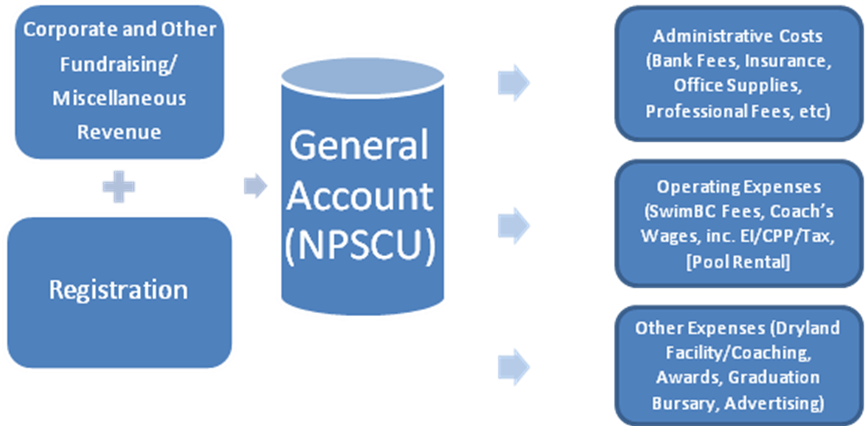 Corporate and Other
Fundraising/
Miscellaneous
Revenue
Registration
General
Account
(NPSCU)
Administrative Costs
(Bank Fees, Insurance,
Office Supplies,
Professional Fees, etc)
Operating Expenses
(SwimBC Fees, Coach's
Wages, inc. EI/CPP/Tax,
[Pool Rental]
Other Expenses (Dryland
Facility/Coaching,
Awards, Graduation
Bursary, Advertising)